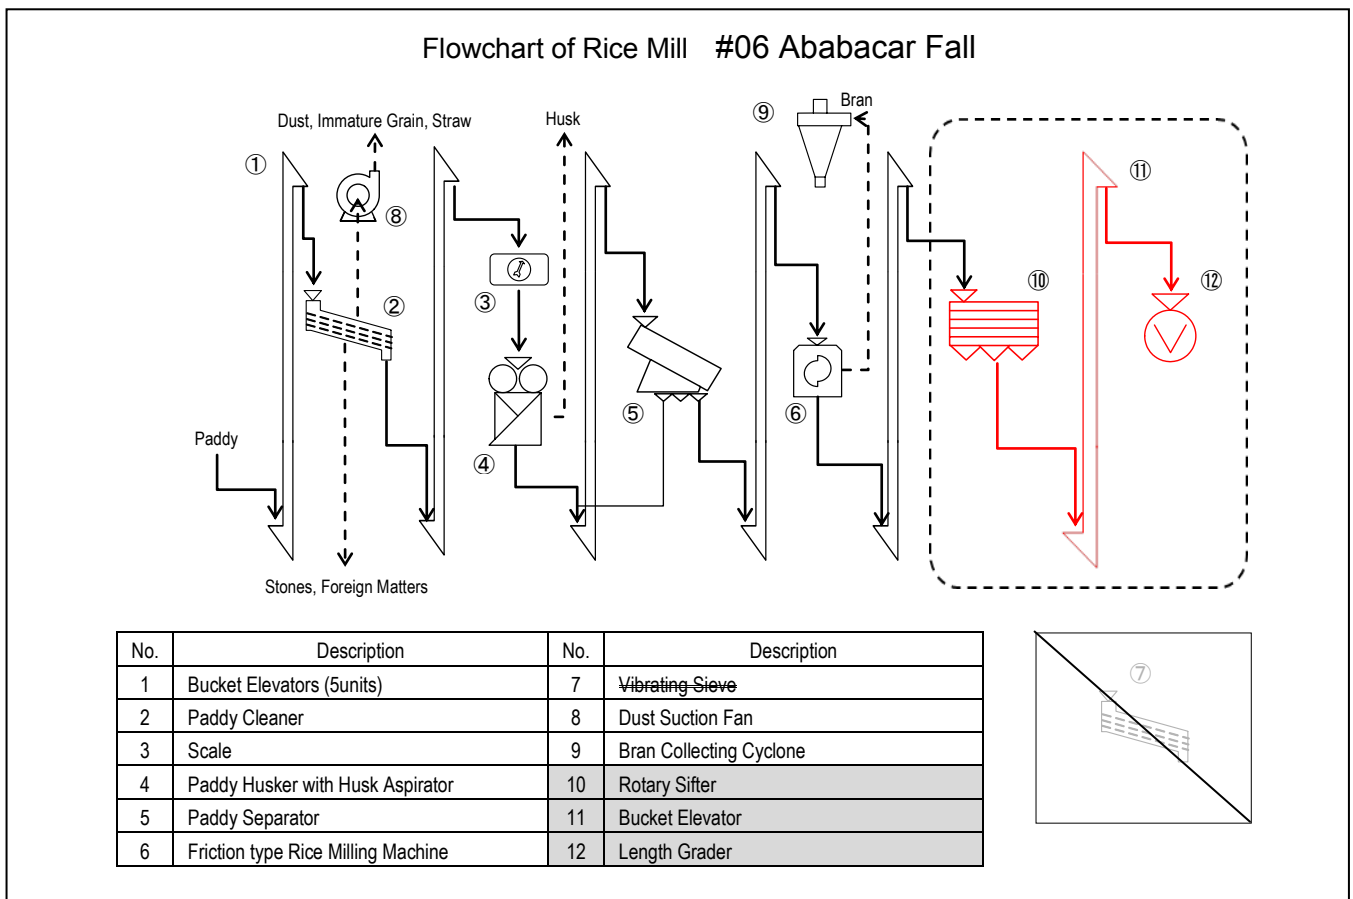 Flowchart of Rice Mill #06 Ababacar Fall
Dust, Immature Grain, Straw
Husk
⑨
Bran
①
⑧
⑪
②
③
⑩
⑫
⑤
⑥
Paddy
④
Stones, Foreign Matters
No. Description No. Description
1 Bucket Elevators (5units) 7 Vibrating Sieve
2 Paddy Cleaner 8 Dust Suction Fan
3 Scale 9 Bran Collecting Cyclone
4 Paddy Husker with Husk Aspirator 10 Rotary Sifter
5 Paddy Separator 11 Bucket Elevator
6 Friction type Rice Milling Machine 12 Length Grader
⑦